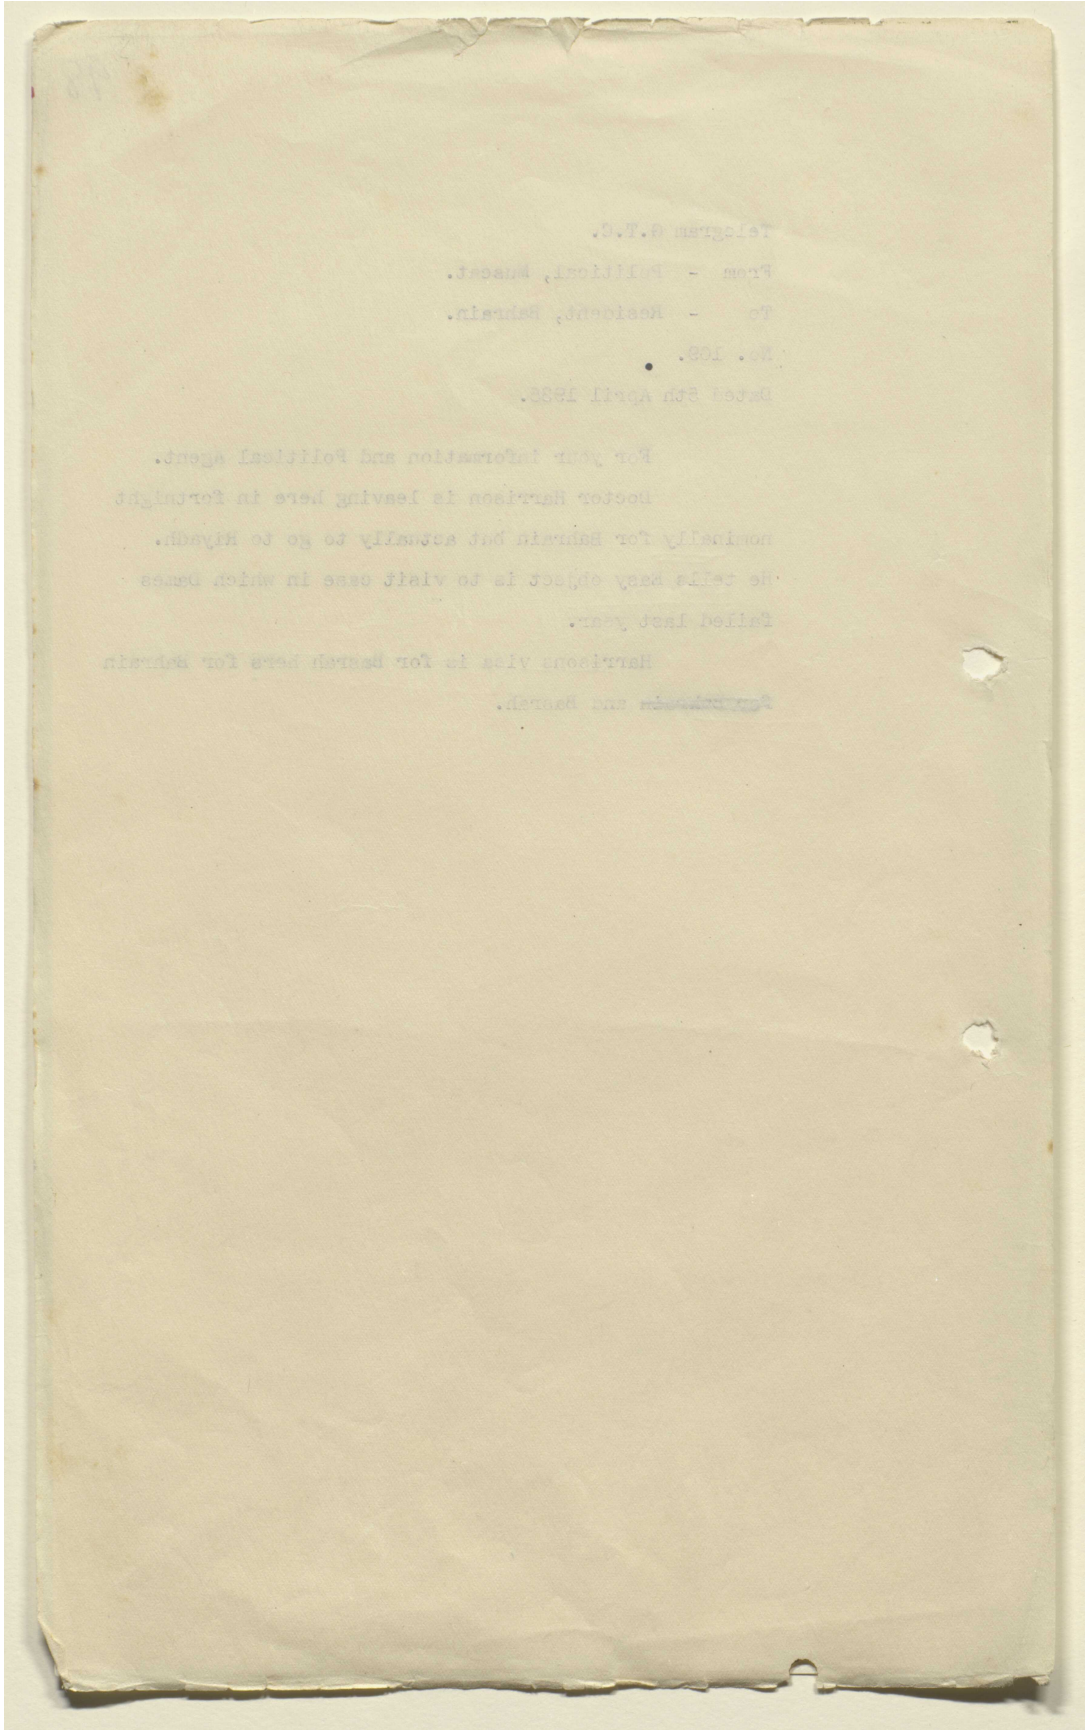 Telegram G.T.C.
From - Political, Muscat.
To - Resident, Bahrain.
No. 109.
Dated 5th April
For your information and Political Agent.
Doctor Harrison is leaving here in fortnight
nominally for Bahrain but actually to go to Riyadh.
He tells Easy object is to visit case in which Dames
failed last year.
Harrisons visa is for Basrah here for Bahrain
and Basrah.